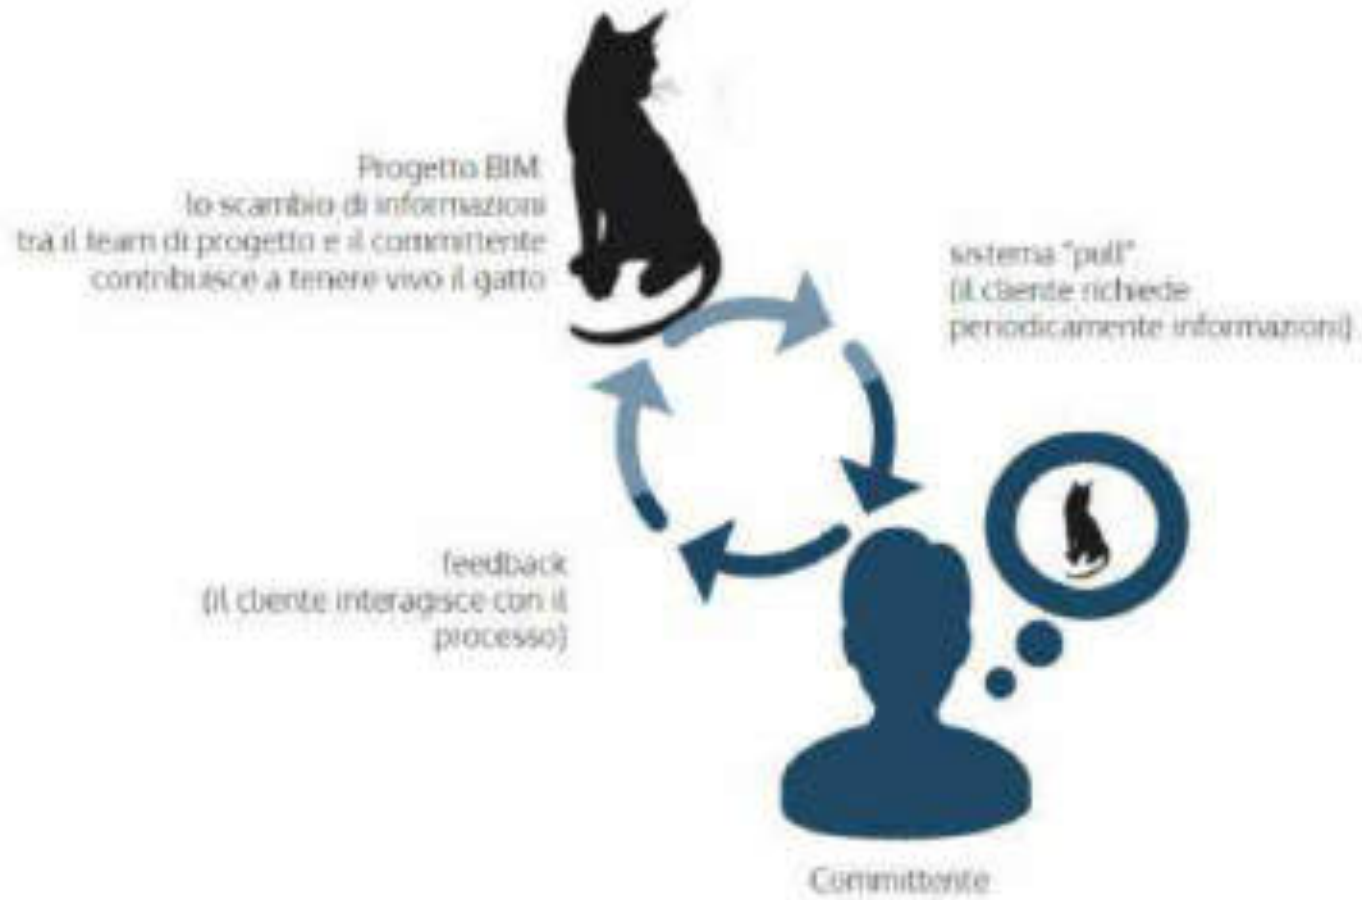 Progetto BIM
lo scambio di informazioni
tra il team di progetto e il committente
contribuisce a tenere vivo il gatto
sistema "pull"
(il cliente richiede
periodicamente informazioni)
feedback
(il cliente interagisce con il
processo)
Committente